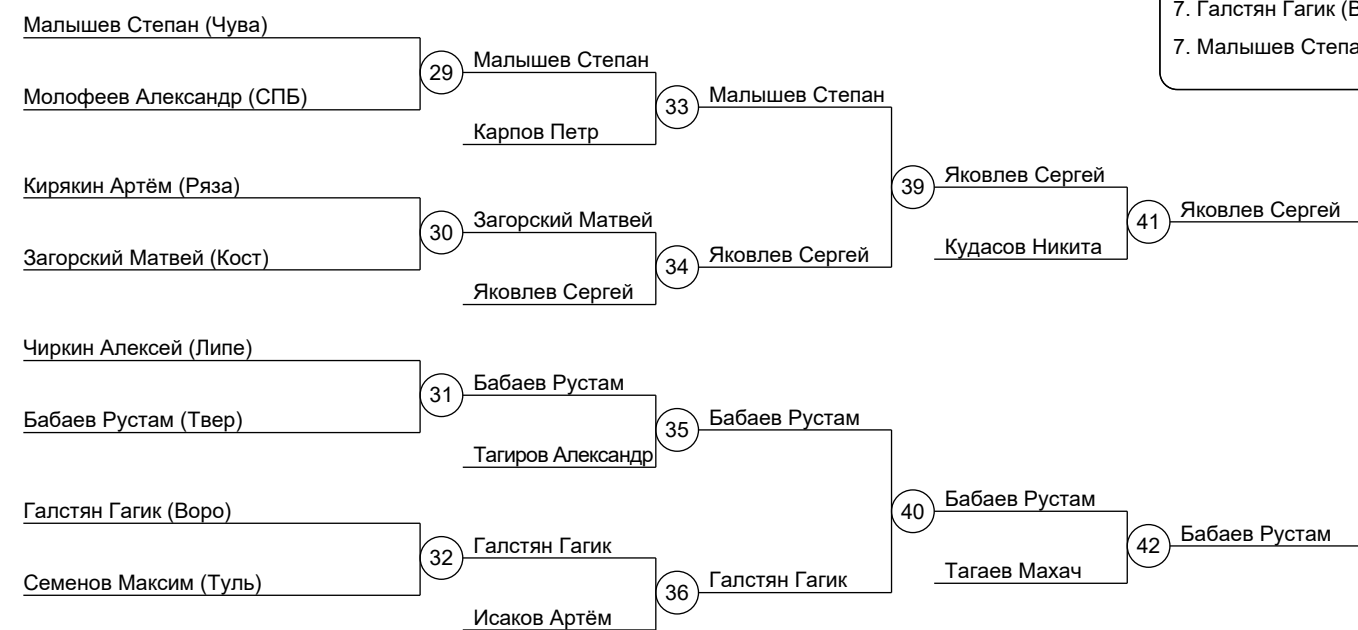 7. Галстян Гагик (В
7. Малышев Степа
Малышев Степан (Чува)
29
Малышев Степан
Молофеев Александр (СПБ)
33
Малышев Степан
Карпов Петр
Кирякин Артём (Ряза)
39
Яковлев Сергей
30
Загорский Матвей
41
Яковлев Сергей
Загорский Матвей (Кост)
34
Яковлев Сергей
Кудасов Никита
Яковлев Сергей
Чиркин Алексей (Липе)
31
Бабаев Рустам
Бабаев Рустам (Твер)
35
Бабаев Рустам
Тагиров Александр
Галстян Гагик (Воро)
40
Бабаев Рустам
32
Галстян Гагик
42
Бабаев Рустам
Семенов Максим (Туль)
36
Галстян Гагик
Тагаев Махач
Исаков Артём